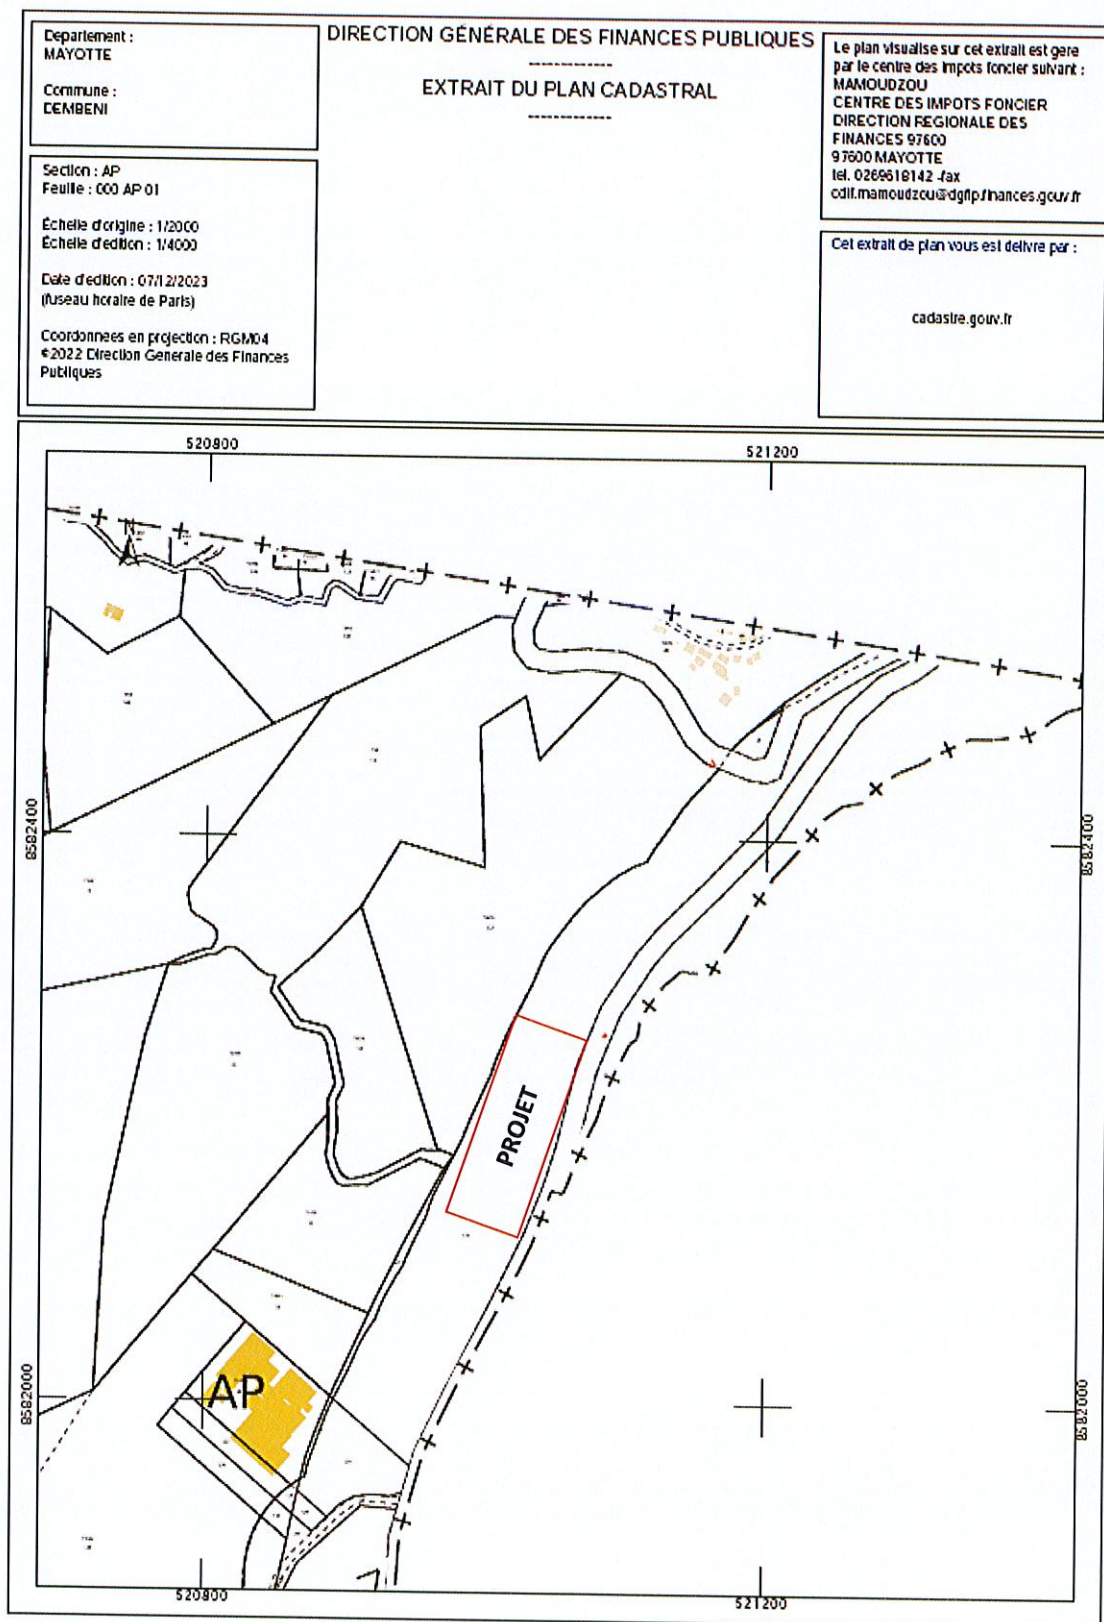 Departement :
MAYOTTE
Commune :
DEMBENI
Section : AP
Feuille : 000 AP 01
Échelle d'origine : 1/2000
Échelle d'edition : 1/4000
Date d'edition : 07/12/2023
(fuseau horaire de Paris)
Coordonnees en projection : RGM04
©2022 Direction Generale des Finances
Publiques
DIRECTION GÉNÉRALE DES FINANCES PUBLIQUES
------------
EXTRAIT DU PLAN CADASTRAL
------------
Le plan visualise sur cet extrait est gere
par le centre des impots foncier suivant :
MAMOUDZOU
CENTRE DES IMPOTS FONCIER
DIRECTION REGIONALE DES
FINANCES 97600
97600 MAYOTTE
tel. 0269618142 -fax
cdif.mamoudzou@dgfip.finances.gouv.fr
Cet extrait de plan vous est delivre par :
cadastre.gouv.fr
520800
521200
8582400
8582400
PROJET
AP
8582000
8582000
520800
521200